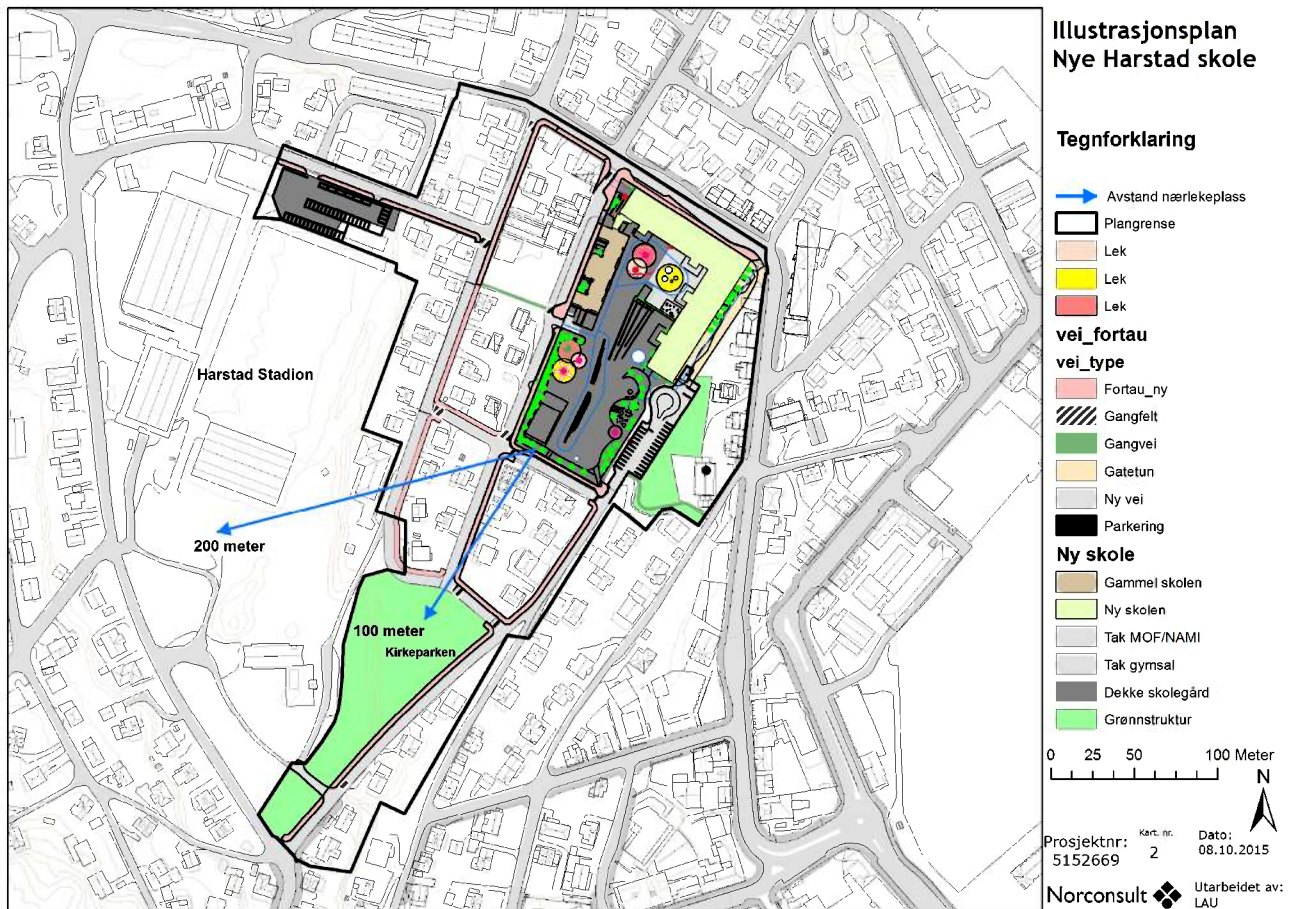 Illustrasjonsplan
Nye Harstad skole
Tegnforklaring
Avstand nærlekeplass
Plangrense
Lek
Lek
Lek
vei_fortau
vei_type
Fortau_ny
Gangfelt
Gangvei
Gatetun
Ny vei
Parkering
Ny skole
Gammel skolen
Ny skolen
Tak MOF/NAMI
Tak gymsal
Dekke skolegård
Grønnstruktur
0 25 50 100 Meter
N
Prosjektnr:
5152669
Kart. nr.
2
Dato:
08.10.2015
Norconsult
Utarbeidet av:
LAU
Harstad Stadion
200 meter
100 meter
Kirkeparken